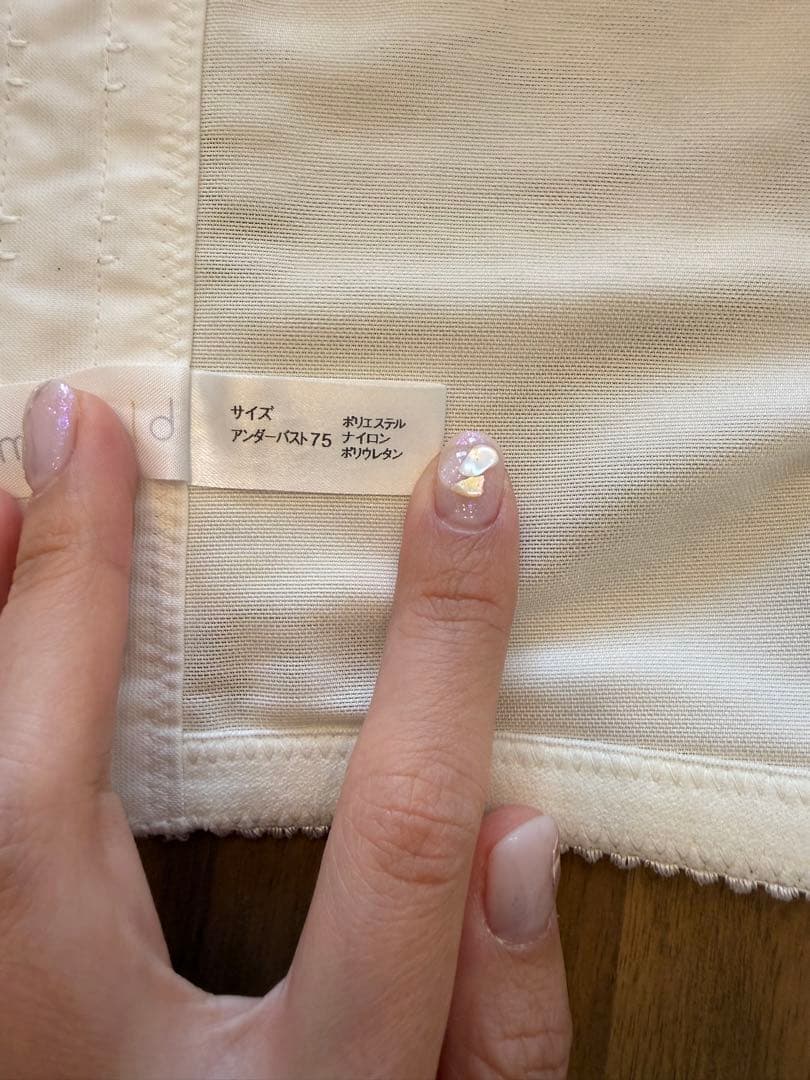 サイズ
アンダーバスト75
ポリエステル
ナイロン
ポリウレタン